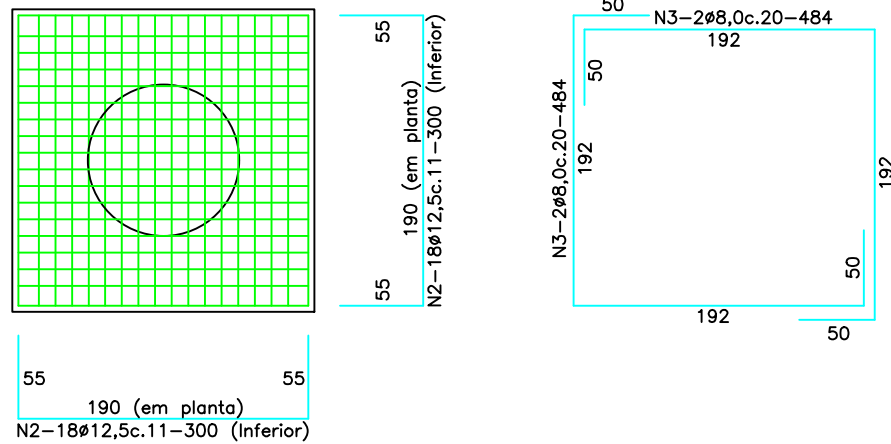 55
55
190 (em planta)
N2-18ø12,5c.11-300 (Inferior)
55
190 (em planta)
55
N2-18ø12,5c.11-300 (Inferior)
50
N3-2ø8,0c.20-484
192
50
192
N3-2ø8,0c.20-484
192
50
192
50